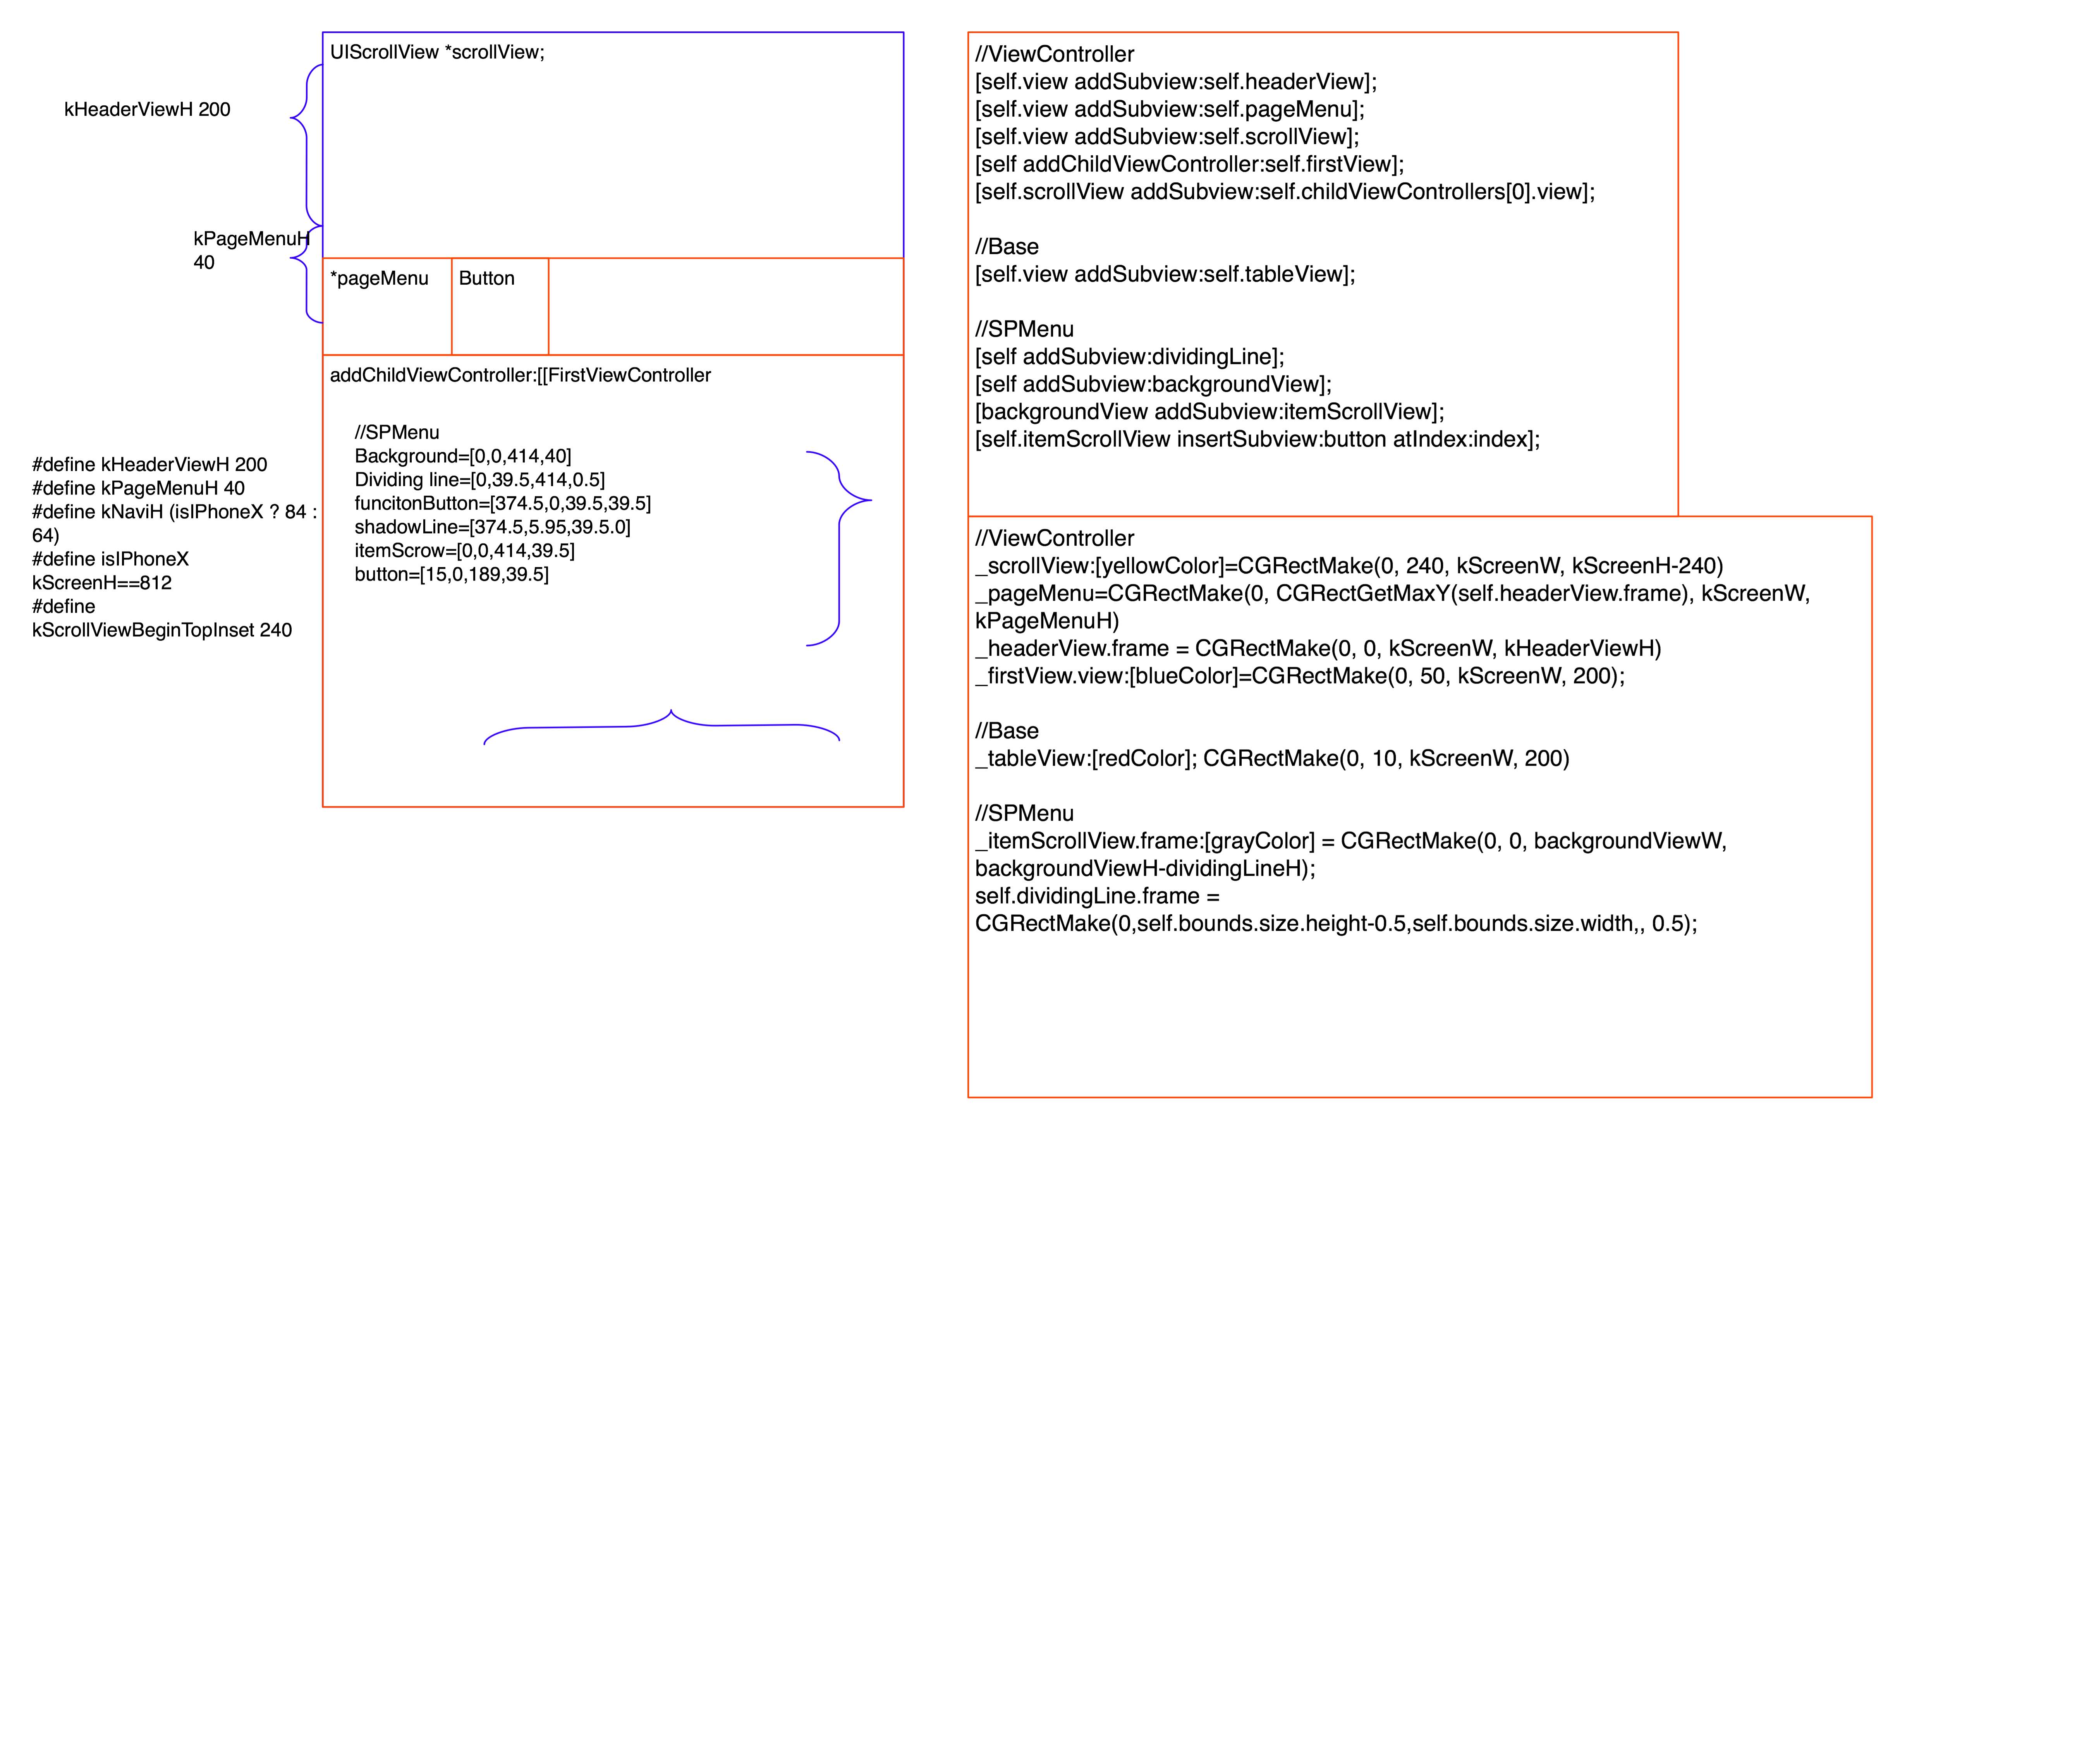 UIScrollView *scrollView;
kHeaderViewH 200
kPageMenuH
40
*pageMenu
Button
addChildViewController:[[FirstViewController
//SPMenu
Background=[0,0,414,40]
Dividing line=[0,39.5,414,0.5]
funcitonButton=[374.5,0,39.5,39.5]
shadowLine=[374.5,5.95,39.5.0]
itemScrow=[0,0,414,39.5]
button=[15,0,189,39.5]
#define kHeaderViewH 200
#define kPageMenuH 40
#define kNaviH (isIPhoneX ? 84 :
64)
#define isIPhoneX
kScreenH==812
#define
kScrollViewBeginTopInset 240
//ViewController
[self.view addSubview:self.headerView];
[self.view addSubview:self.pageMenu];
[self.view addSubview:self.scrollView];
[self addChildViewController:self.firstView];
[self.scrollView addSubview:self.childViewControllers[0].view];
//Base
[self.view addSubview:self.tableView];
//SPMenu
[self addSubview:dividingLine];
[self addSubview:backgroundView];
[backgroundView addSubview:itemScrollView];
[self.itemScrollView insertSubview:button atIndex:index];
//ViewController
_scrollView:[yellowColor]=CGRectMake(0, 240, kScreenW, kScreenH-240)
_pageMenu=CGRectMake(0, CGRectGetMaxY(self.headerView.frame), kScreenW,
kPageMenuH)
_headerView.frame = CGRectMake(0, 0, kScreenW, kHeaderViewH)
_firstView.view:[blueColor]=CGRectMake(0, 50, kScreenW, 200);
//Base
_tableView:[redColor]; CGRectMake(0, 10, kScreenW, 200)
//SPMenu
_itemScrollView.frame:[grayColor] = CGRectMake(0, 0, backgroundViewW,
backgroundViewH-dividingLineH);
self.dividingLine.frame =
CGRectMake(0,self.bounds.size.height-0.5,self.bounds.size.width,, 0.5);